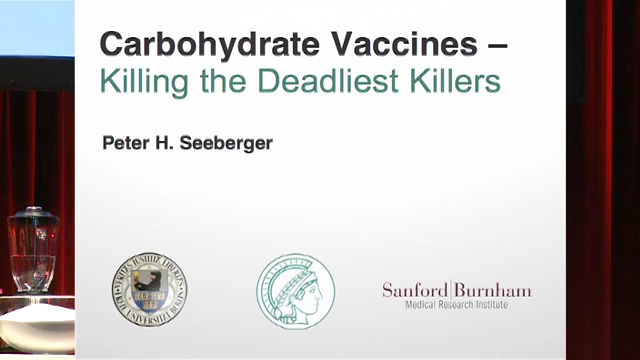 Carbohydrate Vaccines –
Killing the Deadliest Killers
Peter H. Seeberger
Sanford|Burnham
Medical Research Institute